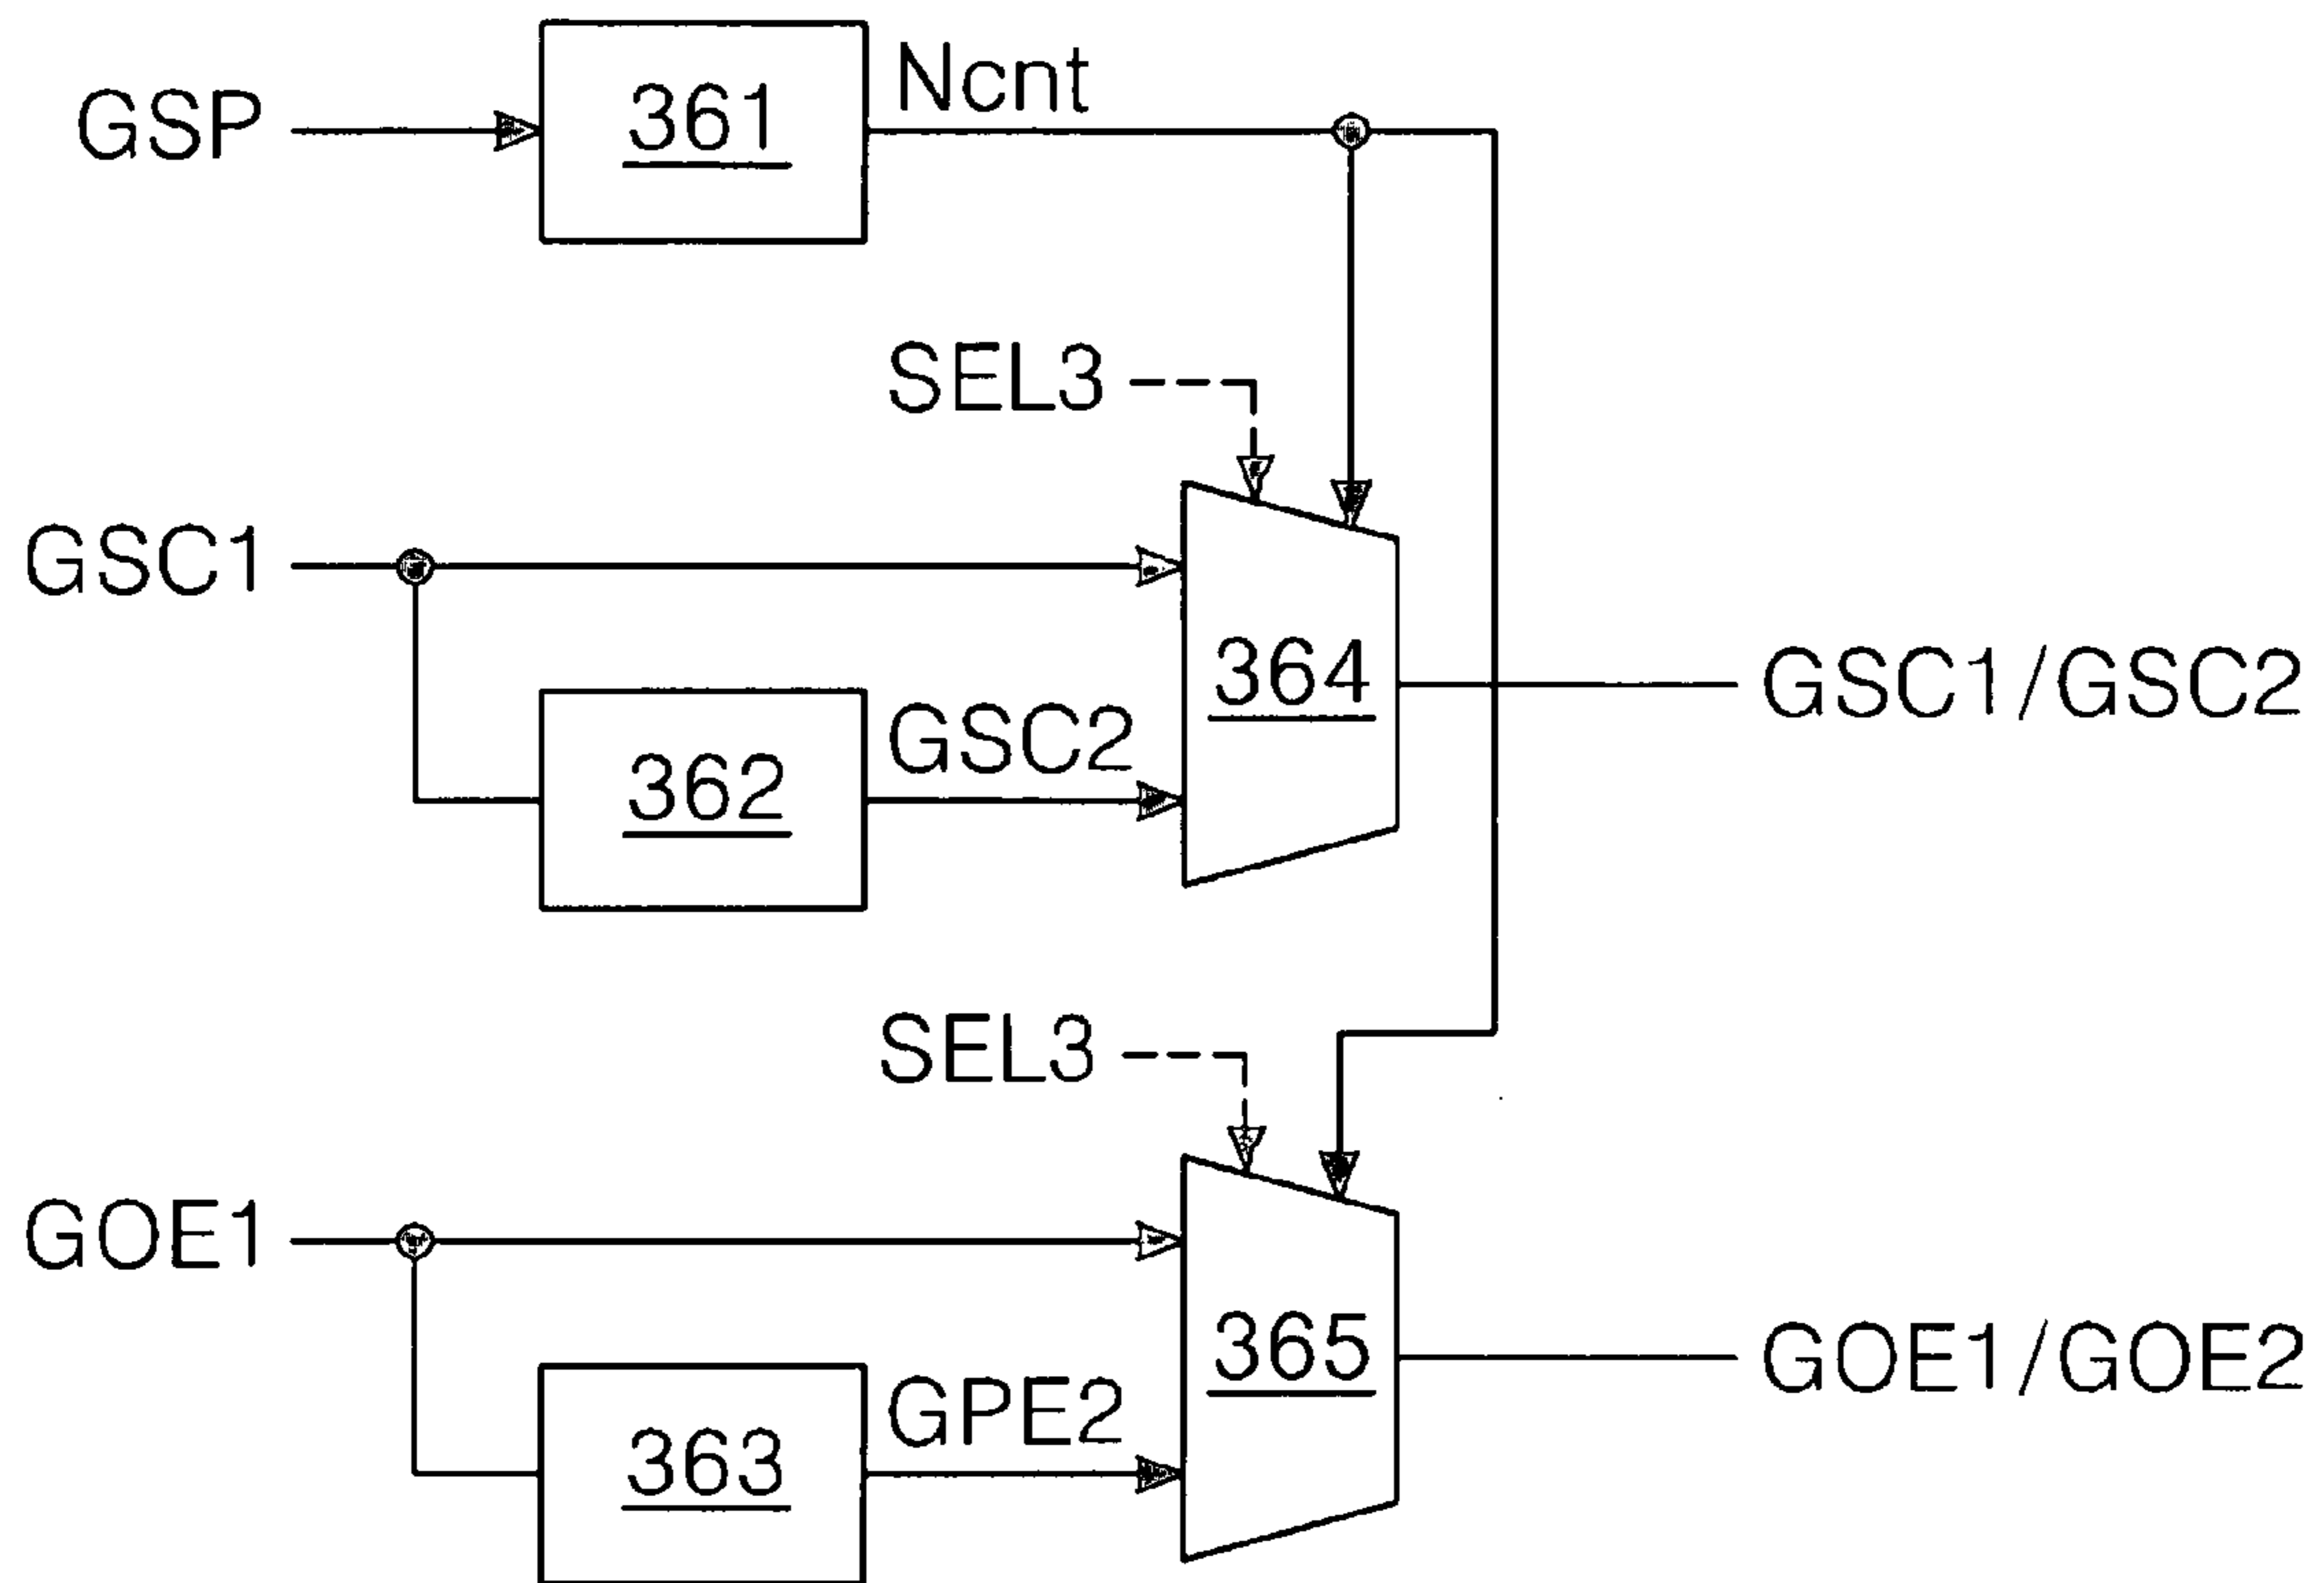 GSP
361
Ncnt
SEL3
GSC1
364
GSC1/GSC2
362
GSC2
SEL3
GOE1
365
GOE1/GOE2
363
GPE2